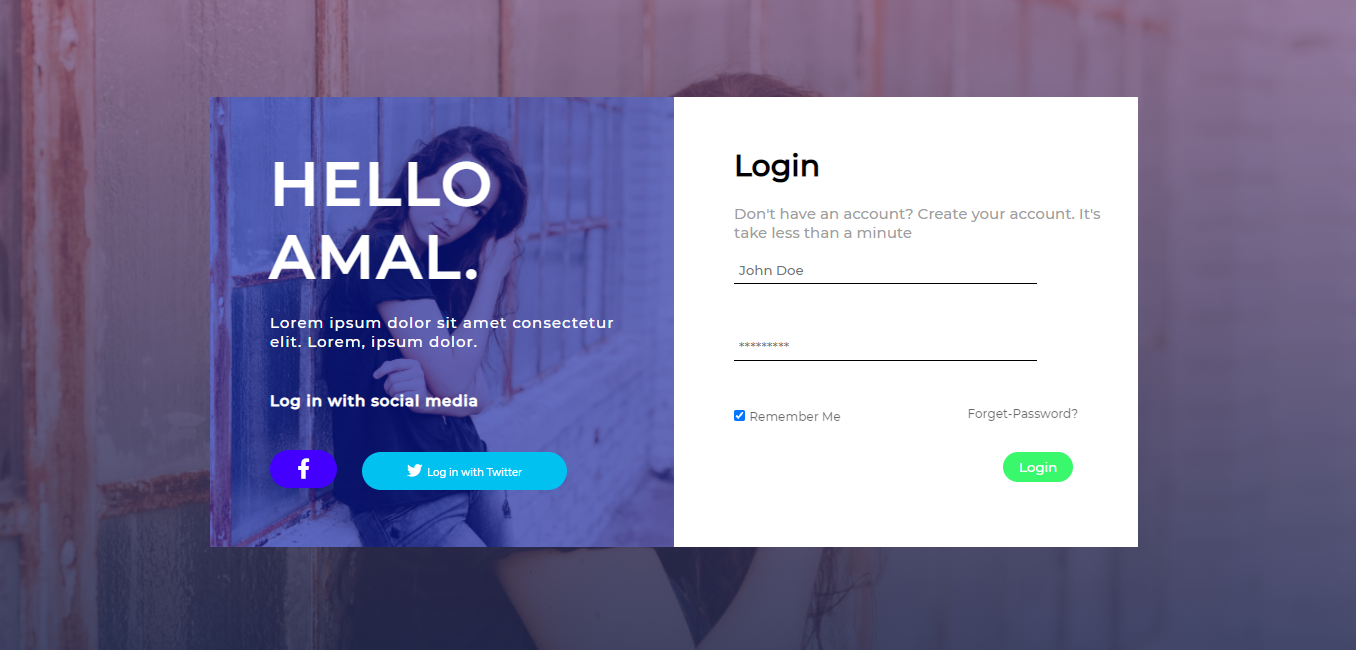 HELLO
AMAL.
Lorem ipsum dolor sit amet consectetur
elit. Lorem, ipsum dolor.
Log in with social media
Log in with Twitter
Login
Don't have an account? Create your account. It's
take less than a minute
John Doe
*********
Remember Me
Forget-Password?
Login